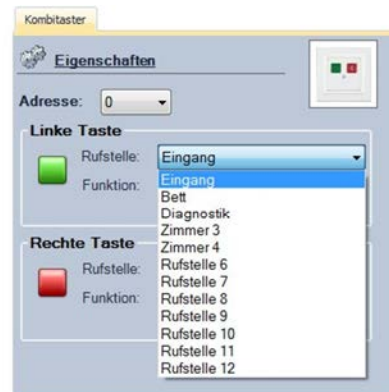 Kombitaster
Eigenschaften
Adresse: 0
Linke Taste
Rufstelle: Eingang
Funktion:
Eingang
Bett
Diagnostik
Zimmer 3
Zimmer 4
Rufstelle 6
Rufstelle 7
Rufstelle 8
Rufstelle 9
Rufstelle 10
Rufstelle 11
Rufstelle 12
Rechte Taste
Rufstelle:
Funktion: